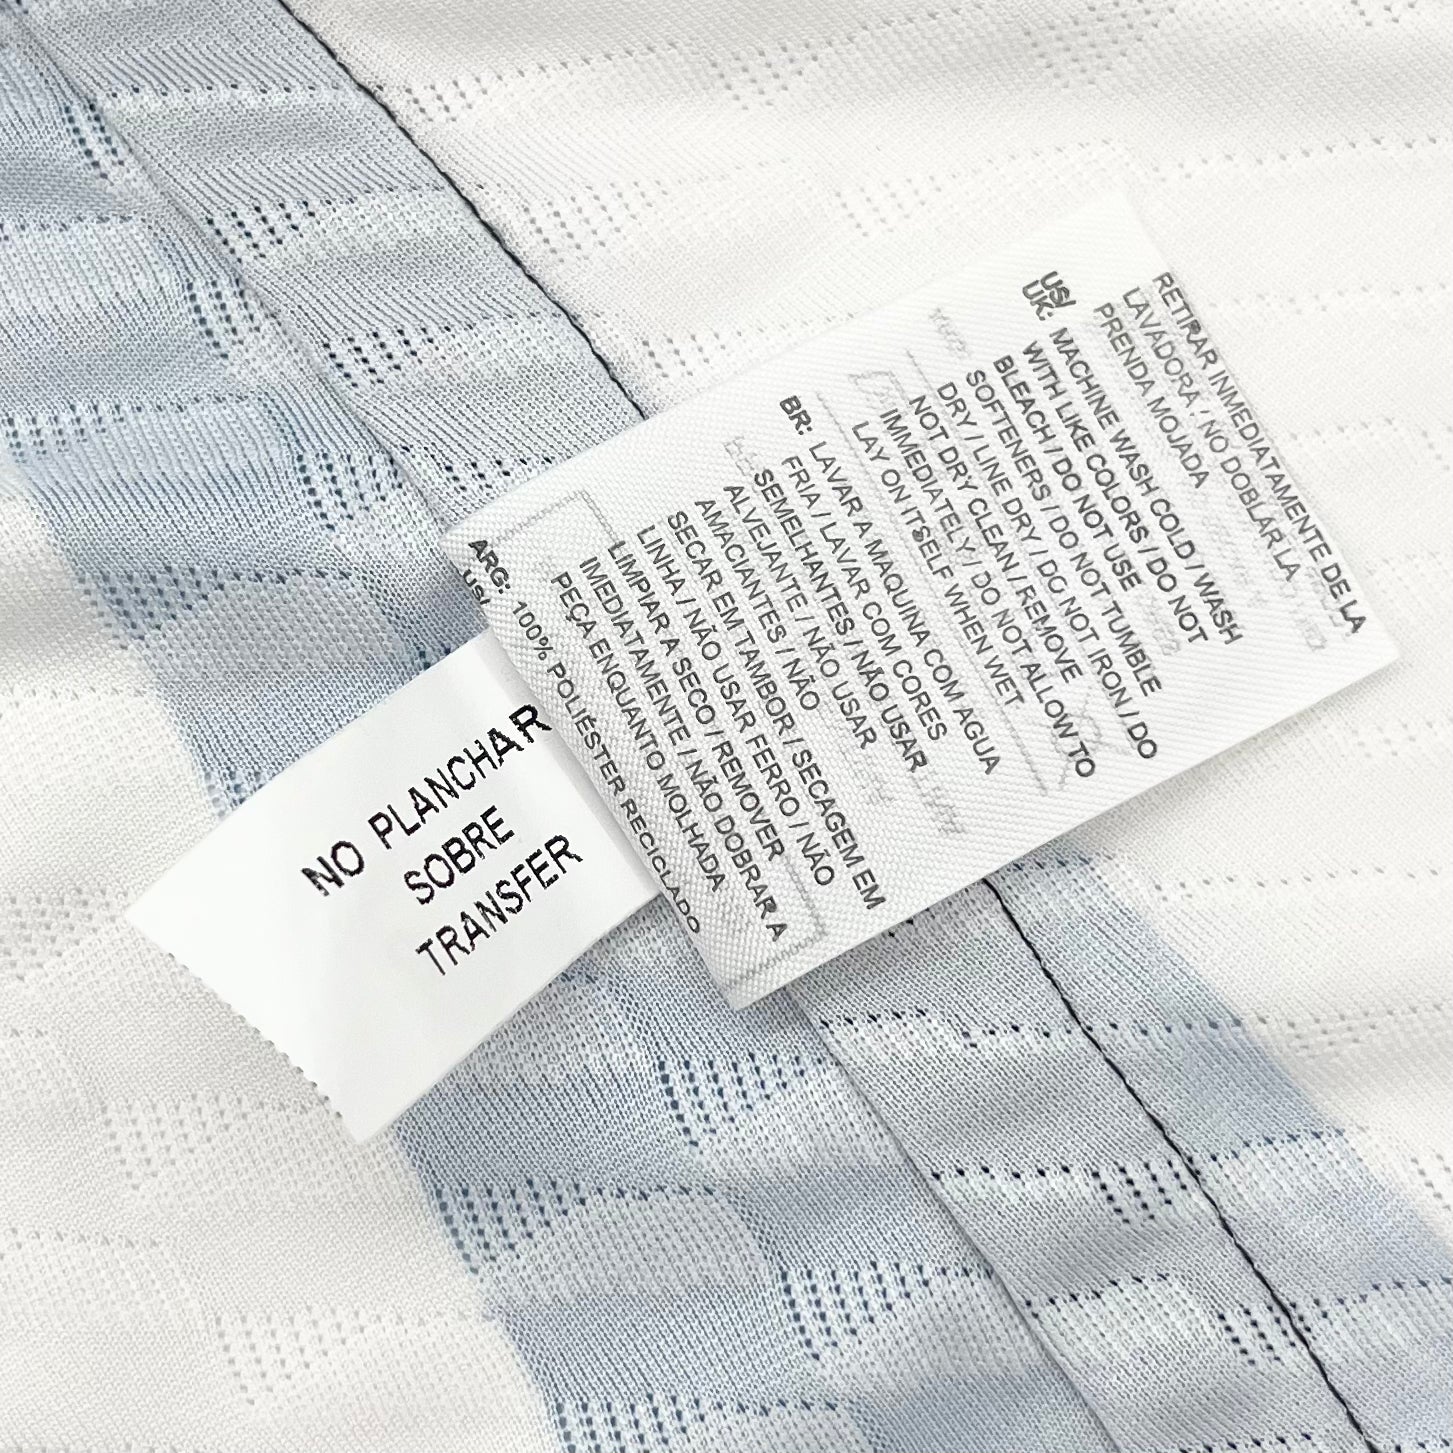 RETIRAR INMEDIATAMENTE DE LA
LAVADORA / NO DOBLAR LA
PRENDA MOJADA
US/
UK: MACHINE WASH COLD / WASH
WITH LIKE COLORS / DO NOT
BLEACH / DO NOT USE
SOFTENERS / DO NOT TUMBLE
DRY / LINE DRY / DO NOT IRON / DO
NOT DRY CLEAN / REMOVE
IMMEDIATELY / DO NOT ALLOW TO
LAY ON ITSELF WHEN WET
BR: LAVAR A MAQUINA COM AGUA
FRIA / LAVAR COM CORES
SEMELHANTES / NÃO USAR
ALVEJANTE / NÃO USAR
AMACIANTES / NÃO
SECAR EM TAMBOR / SECAGEM EM
LINHA / NÃO USAR FERRO / NÃO
LIMPIAR A SECO / REMOVER
IMEDIATAMENTE / NÃO DOBRAR A
PEÇA ENQUANTO MOLHADA
ARG: 100% POLIÉSTER RECICLADO
US/
NO PLANCHAR
SOBRE
TRANSFER